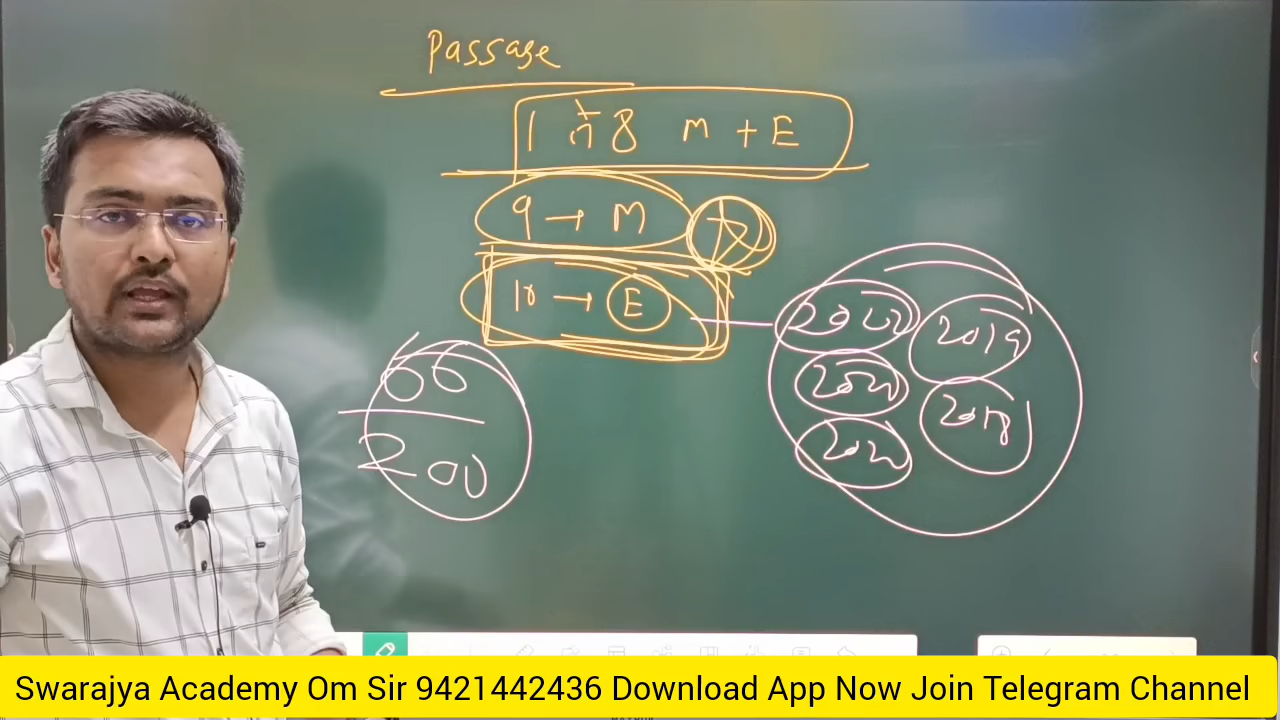 Passage
1 ते 8 M + E
9 → M
10 → E
66
200
2022
2019
2018
Swarajya Academy Om Sir 9421442436 Download App Now Join Telegram Channel